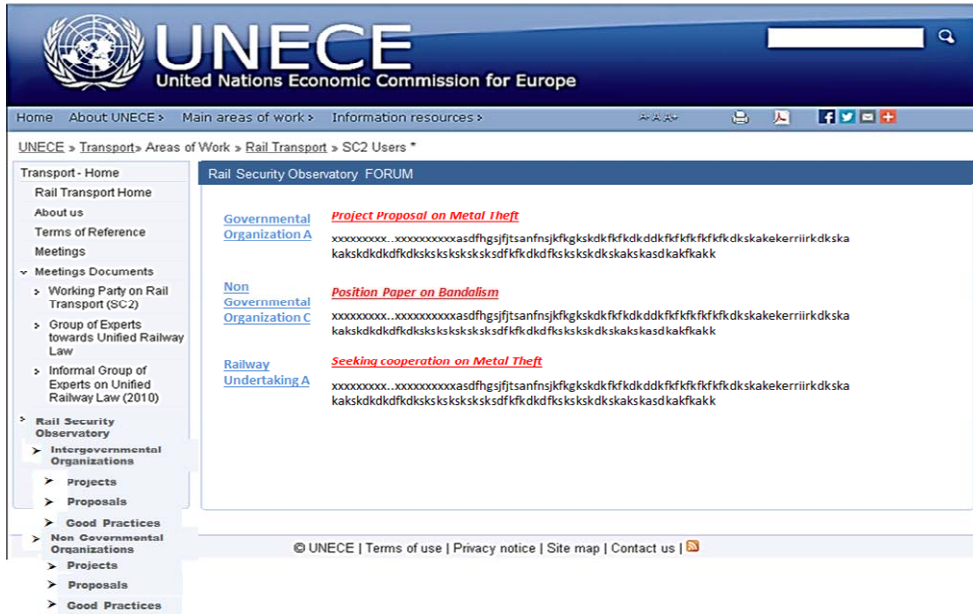 UNECE
United Nations Economic Commission for Europe
Home About UNECE > Main areas of work > Information resources >
UNECE » Transport» Areas of Work » Rail Transport » SC2 Users *
Transport - Home
Rail Transport Home
About us
Terms of Reference
Meetings
Meetings Documents
Working Party on Rail
Transport (SC2)
Group of Experts
towards Unified Railway
Law
Informal Group of
Experts on Unified
Railway Law (2010)
Rail Security
Observatory
Intergovernmental
Organizations
Projects
Proposals
Good Practices
Non Governmental
Organizations
Projects
Proposals
Good Practices
Rail Security Observatory FORUM
Governmental
Organization A
Project Proposal on Metal Theft
xxxxxxxxx..xxxxxxxxxxasdfhgsjfjtsanfnsjkfkgkskdkfkfkdkddkfkfkfkfkfkdkskakekerriirkdkska
kakskdkdkdfkdkskskskskskskdfkfkdkdfkskskskdkskakskasdkakfkakk
Non
Governmental
Organization C
Position Paper on Bandalism
xxxxxxxxx..xxxxxxxxxxasdfhgsjfjtsanfnsjkfkgkskdkfkfkdkddkfkfkfkfkfkdkskakekerriirkdkska
kakskdkdkdfkdkskskskskskskdfkfkdkdfkskskskdkskakskasdkakfkakk
Railway
Undertaking A
Seeking cooperation on Metal Theft
xxxxxxxxx..xxxxxxxxxxasdfhgsjfjtsanfnsjkfkgkskdkfkfkdkddkfkfkfkfkfkdkskakekerriirkdkska
kakskdkdkdfkdkskskskskskskdfkfkdkdfkskskskdkskakskasdkakfkakk
© UNECE | Terms of use | Privacy notice | Site map | Contact us |